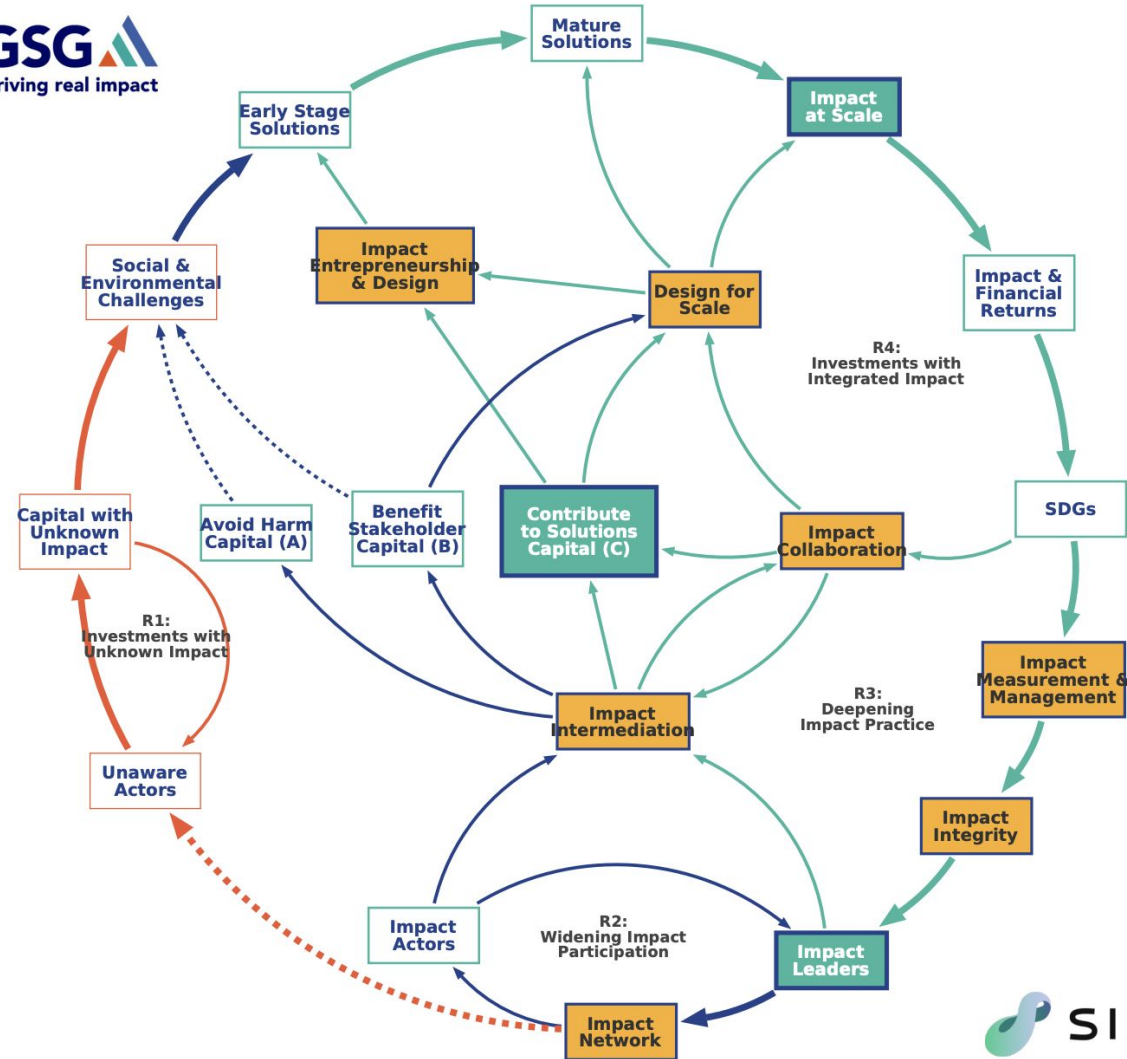 GSG
riving real impact
Mature
Solutions
Impact
at Scale
Early Stage
Solutions
Impact
Entrepreneurship
& Design
Social &
Environmental
Challenges
Design for
Scale
Impact &
Financial
Returns
R4:
Investments with
Integrated Impact
Capital with
Unknown
Impact
Avoid Harm
Capital (A)
Benefit
Stakeholder
Capital (B)
Contribute
to Solutions
Capital (C)
Impact
Collaboration
SDGs
R1:
Investments with
Unknown Impact
Impact
Measurement &
Management
R3:
Deepening
Impact Practice
Impact
Intermediation
Unaware
Actors
Impact
Integrity
Impact
Actors
R2:
Widening Impact
Participation
Impact
Leaders
Impact
Network
SI